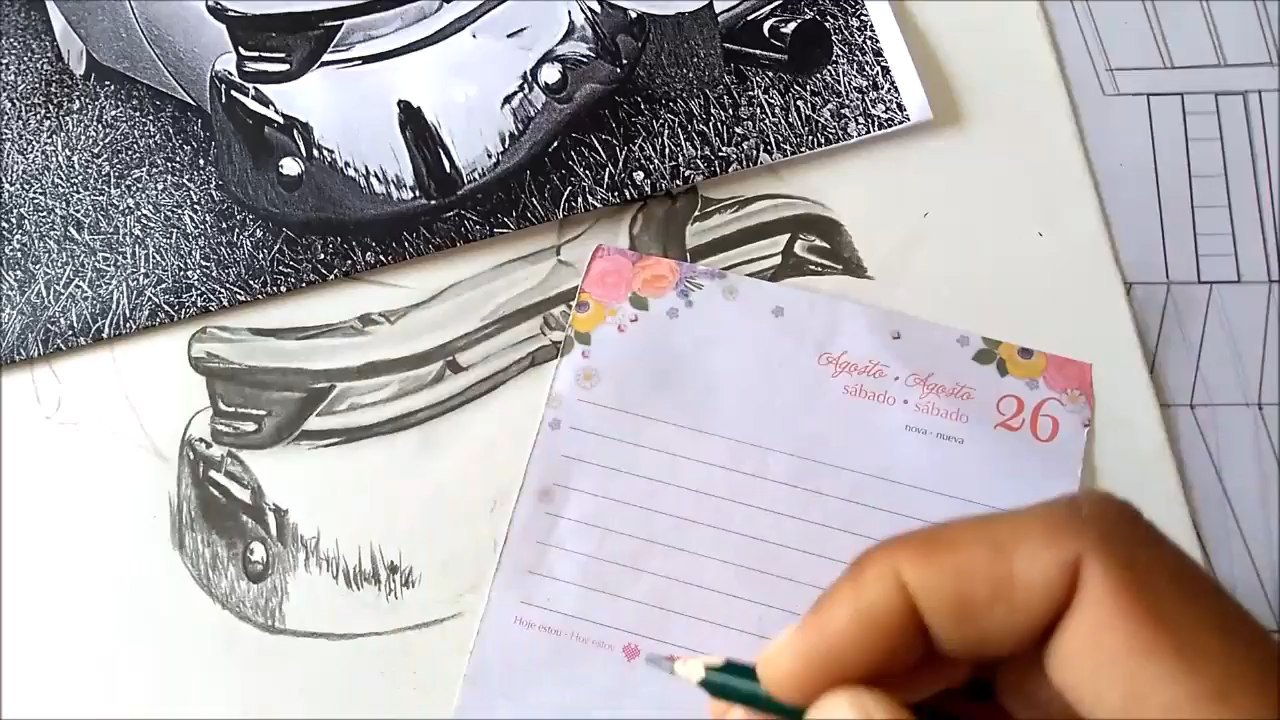 Agosto • Agosto
sábado • sábado
26
nova • nueva
Hoje estou • Hoy estoy